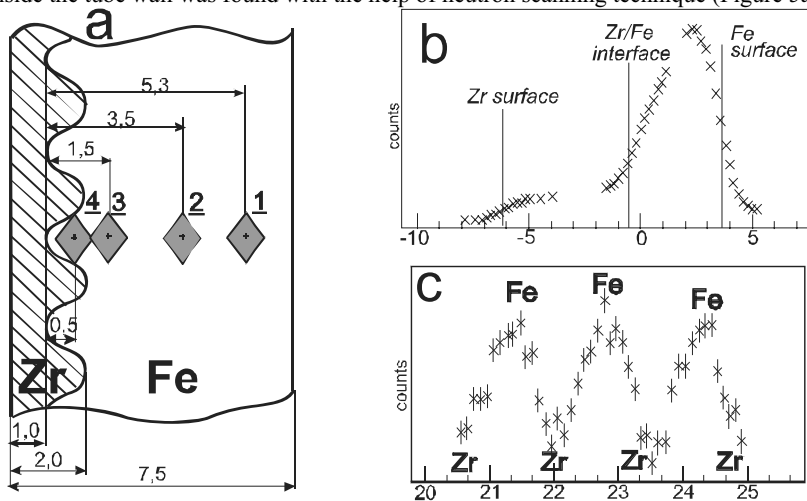 side the tube wall was found with the help of neutron scanning technique (Figure
a
5,3
3,5
1,5
4 3 2 1
0,5
Zr Fe
1,0
2,0
7,5
b
Zr/Fe
interface
Fe
surface
Zr surface
counts
-10 -5 0 5
c
Fe Fe Fe
counts
Zr Zr Zr Zr
20 21 22 23 24 25